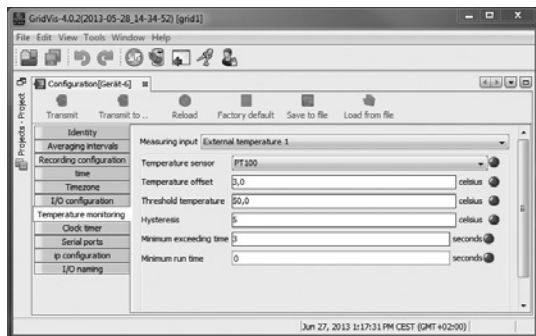 GridVis-4.0.2(2013-05-28_14-34-52) [grid1]
File Edit View Tools Window Help
Projects - Project
Configuration[Gerät-6]
Transmit Transmit to ... Reload Factory default Save to file Load from file
Identity
Averaging intervals
Recording configuration
time
Timezone
I/O configuration
Temperature monitoring
Clock timer
Serial ports
ip configuration
I/O naming
Measuring input External temperature 1
Temperature sensor PT100
Temperature offset 3,0 celsius
Threshold temperature 50,0 celsius
Hysteresis 5 celsius
Minimum exceeding time 3 seconds
Minimum run time 0 seconds
Jun 27, 2013 1:17:31 PM CEST (GMT+02:00)